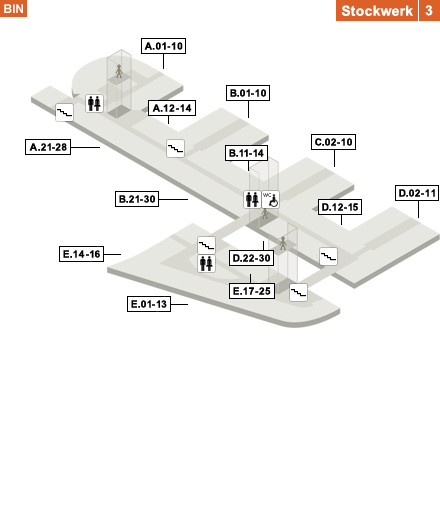 BIN
Stockwerk 3
A.01-10
B.01-10
A.12-14
C.02-10
A.21-28
B.11-14
D.02-11
B.21-30
D.12-15
WC
E.14-16
D.22-30
E.17-25
E.01-13